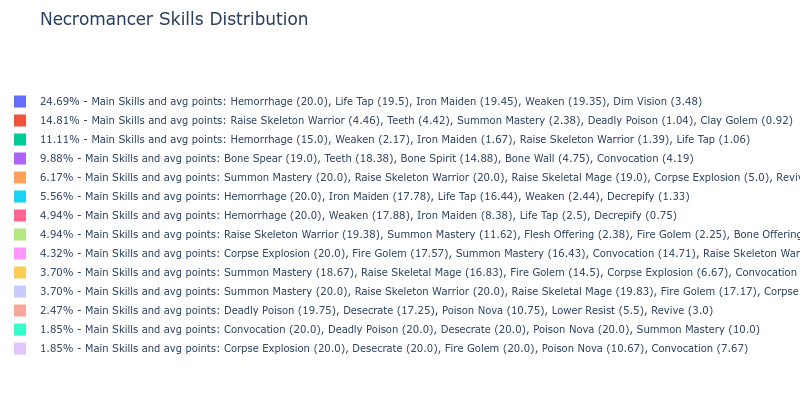 Necromancer Skills Distribution
24.69% - Main Skills and avg points: Hemorrhage (20.0), Life Tap (19.5), Iron Maiden (19.45), Weaken (19.35), Dim Vision (3.48)
14.81% - Main Skills and avg points: Raise Skeleton Warrior (4.46), Teeth (4.42), Summon Mastery (2.38), Deadly Poison (1.04), Clay Golem (0.92)
11.11% - Main Skills and avg points: Hemorrhage (15.0), Weaken (2.17), Iron Maiden (1.67), Raise Skeleton Warrior (1.39), Life Tap (1.06)
9.88% - Main Skills and avg points: Bone Spear (19.0), Teeth (18.38), Bone Spirit (14.88), Bone Wall (4.75), Convocation (4.19)
6.17% - Main Skills and avg points: Summon Mastery (20.0), Raise Skeleton Warrior (20.0), Raise Skeletal Mage (19.0), Corpse Explosion (5.0), Reviv
5.56% - Main Skills and avg points: Hemorrhage (20.0), Iron Maiden (17.78), Life Tap (16.44), Weaken (2.44), Decrepify (1.33)
4.94% - Main Skills and avg points: Hemorrhage (20.0), Weaken (17.88), Iron Maiden (8.38), Life Tap (2.5), Decrepify (0.75)
4.94% - Main Skills and avg points: Raise Skeleton Warrior (19.38), Summon Mastery (11.62), Flesh Offering (2.38), Fire Golem (2.25), Bone Offering
4.32% - Main Skills and avg points: Corpse Explosion (20.0), Fire Golem (17.57), Summon Mastery (16.43), Convocation (14.71), Raise Skeleton War
3.70% - Main Skills and avg points: Summon Mastery (18.67), Raise Skeletal Mage (16.83), Fire Golem (14.5), Corpse Explosion (6.67), Convocation
3.70% - Main Skills and avg points: Summon Mastery (20.0), Raise Skeleton Warrior (20.0), Raise Skeletal Mage (19.83), Fire Golem (17.17), Corpse
2.47% - Main Skills and avg points: Deadly Poison (19.75), Desecrate (17.25), Poison Nova (10.75), Lower Resist (5.5), Revive (3.0)
1.85% - Main Skills and avg points: Convocation (20.0), Deadly Poison (20.0), Desecrate (20.0), Poison Nova (20.0), Summon Mastery (10.0)
1.85% - Main Skills and avg points: Corpse Explosion (20.0), Desecrate (20.0), Fire Golem (20.0), Poison Nova (10.67), Convocation (7.67)